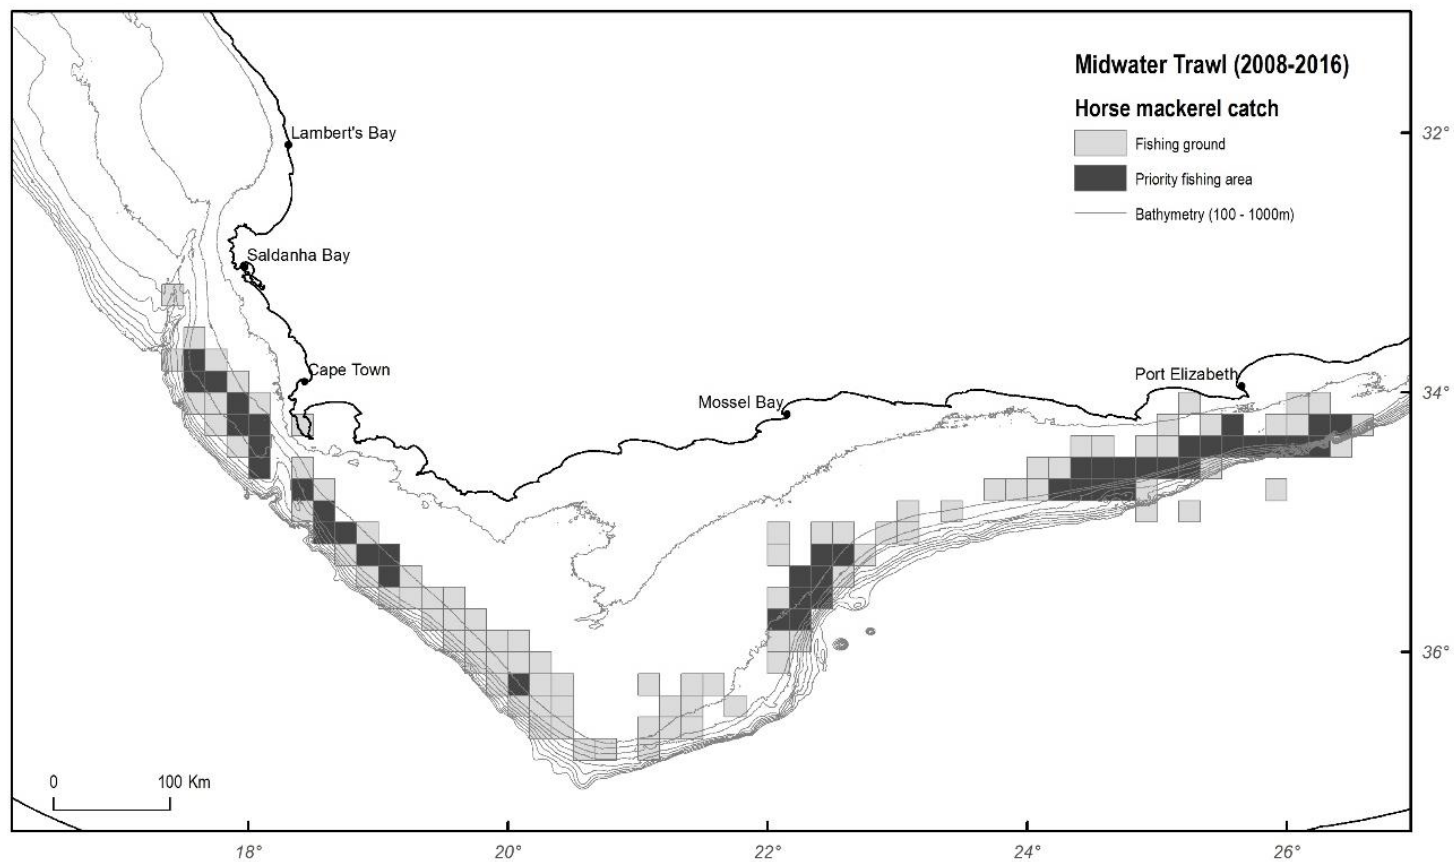 Midwater Trawl (2008-2016)
Horse mackerel catch
Fishing ground
Priority fishing area
Bathymetry (100 - 1000m)
Lambert's Bay
Saldanha Bay
Cape Town
Mossel Bay
Port Elizabeth
32°
34°
36°
0 100 Km
18° 20° 22° 24° 26°